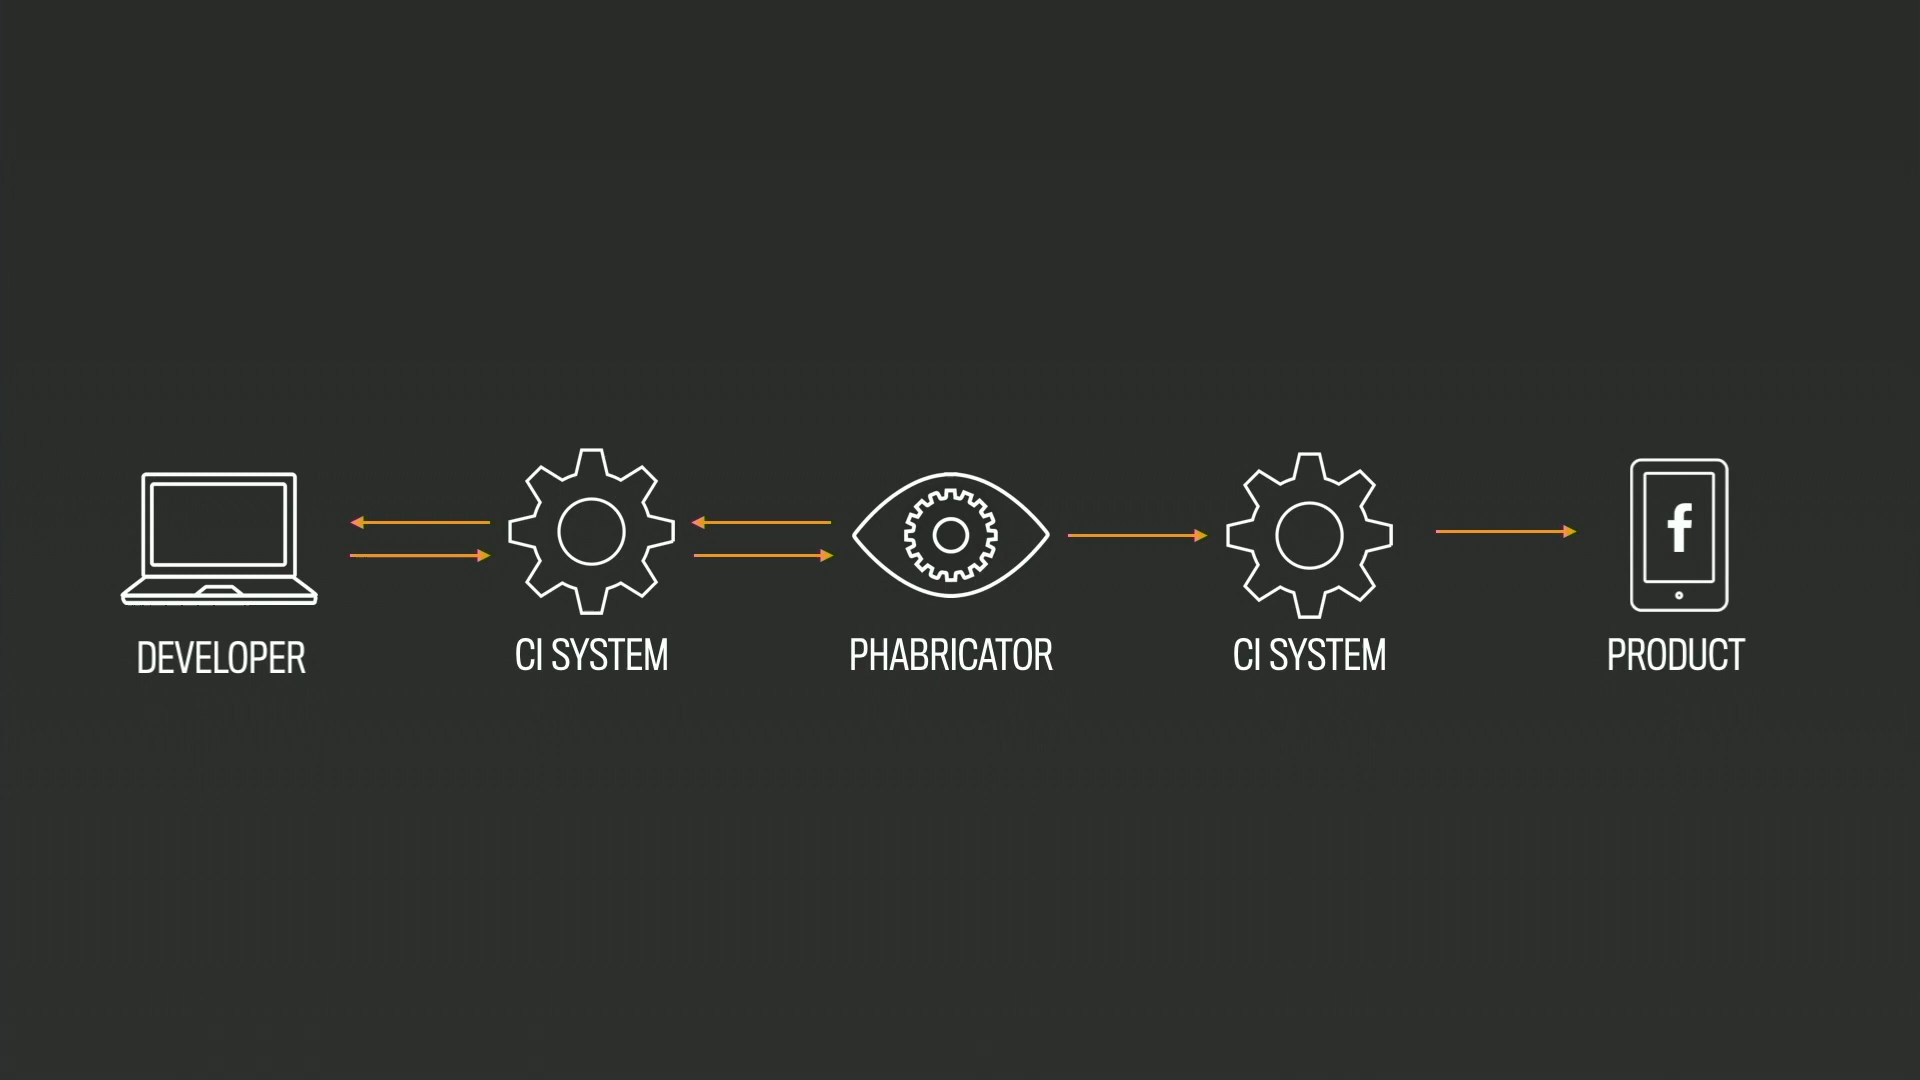 f
DEVELOPER
CI SYSTEM
PHABRICATOR
CI SYSTEM
PRODUCT